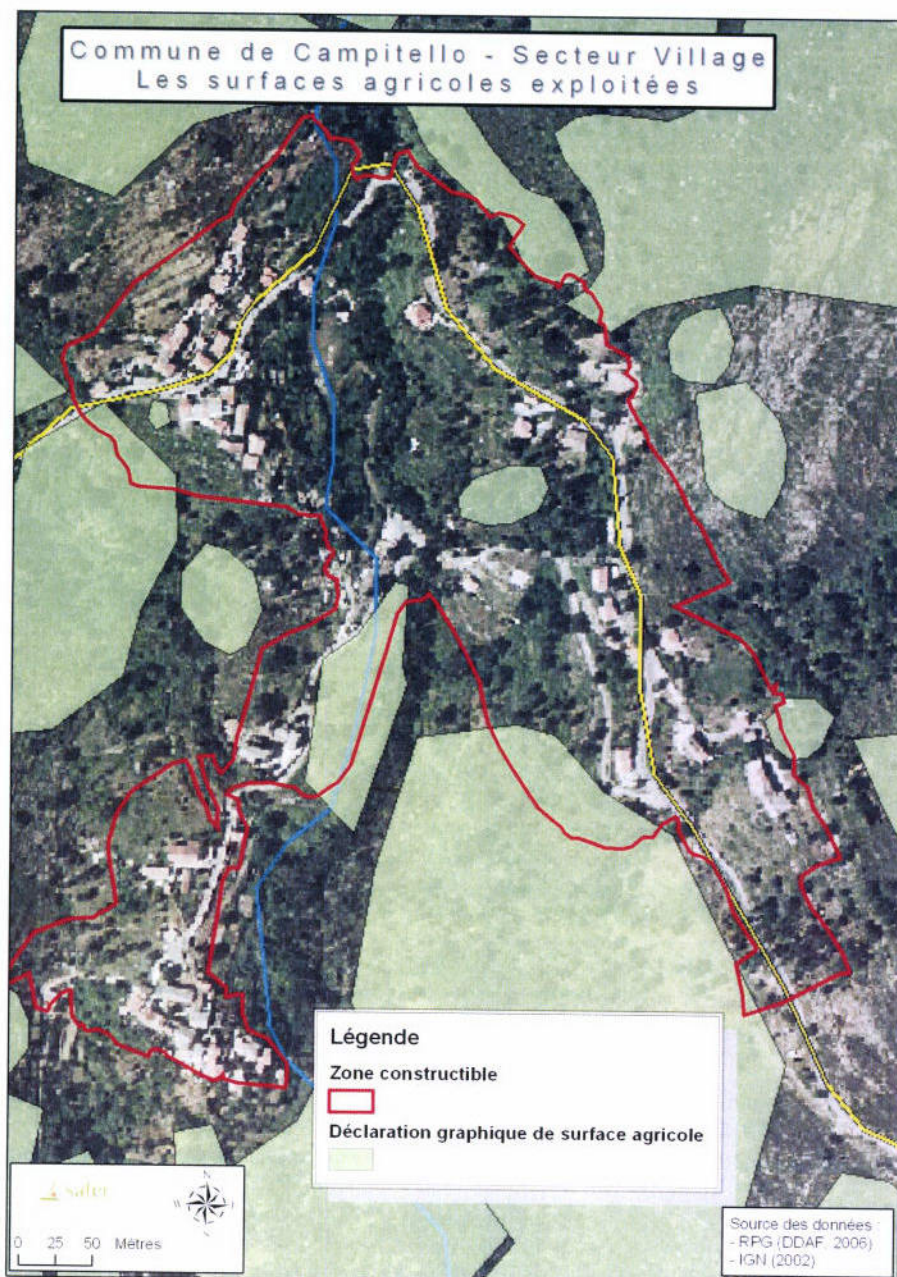 Commune de Campitello - Secteur Village
Les surfaces agricoles exploitées
Légende
Zone constructible
Déclaration graphique de surface agricole
safer
0 25 50 Mètres
Source des données :
- RPG (DDAF, 2006)
- IGN (2002)